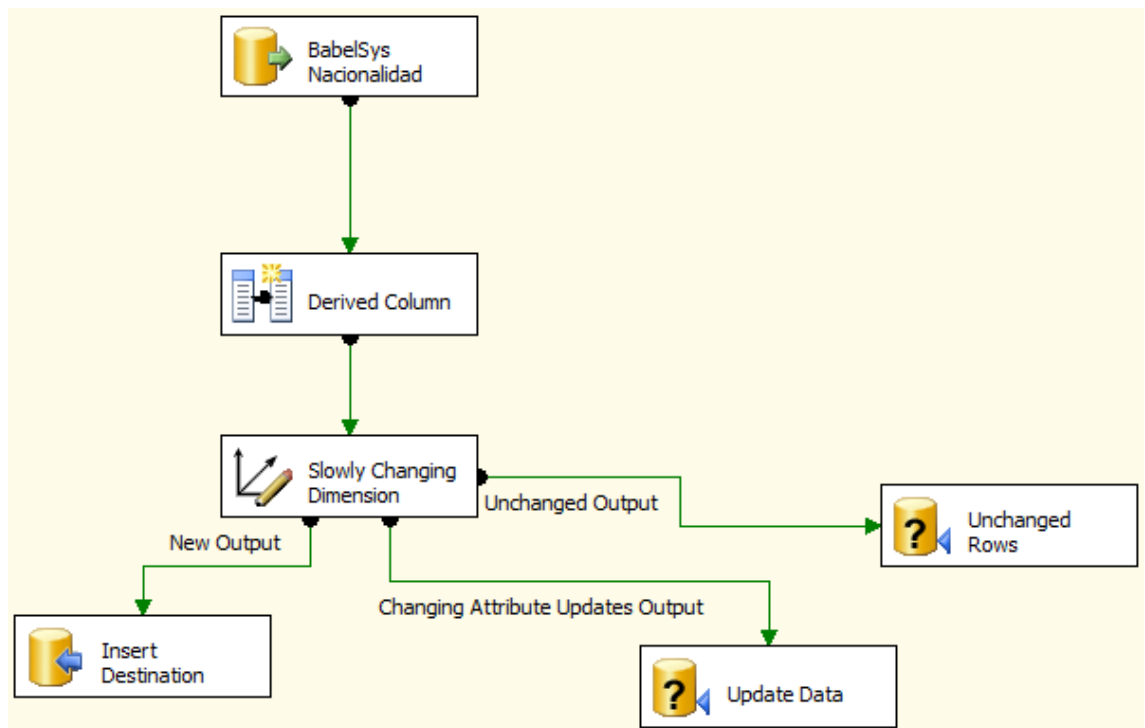 BabelSys
Nacionalidad
Derived Column
Slowly Changing
Dimension
Unchanged Output
Unchanged
Rows
New Output
Changing Attribute Updates Output
Insert
Destination
Update Data